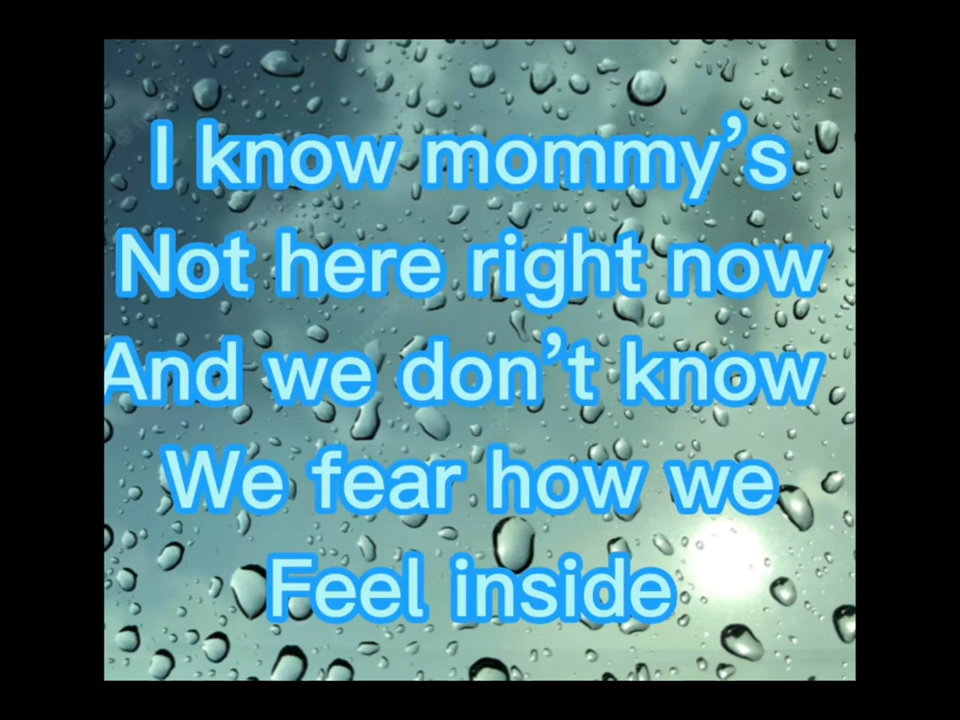 I know mommy’s
Not here right now
And we don’t know
We fear how we
Feel inside